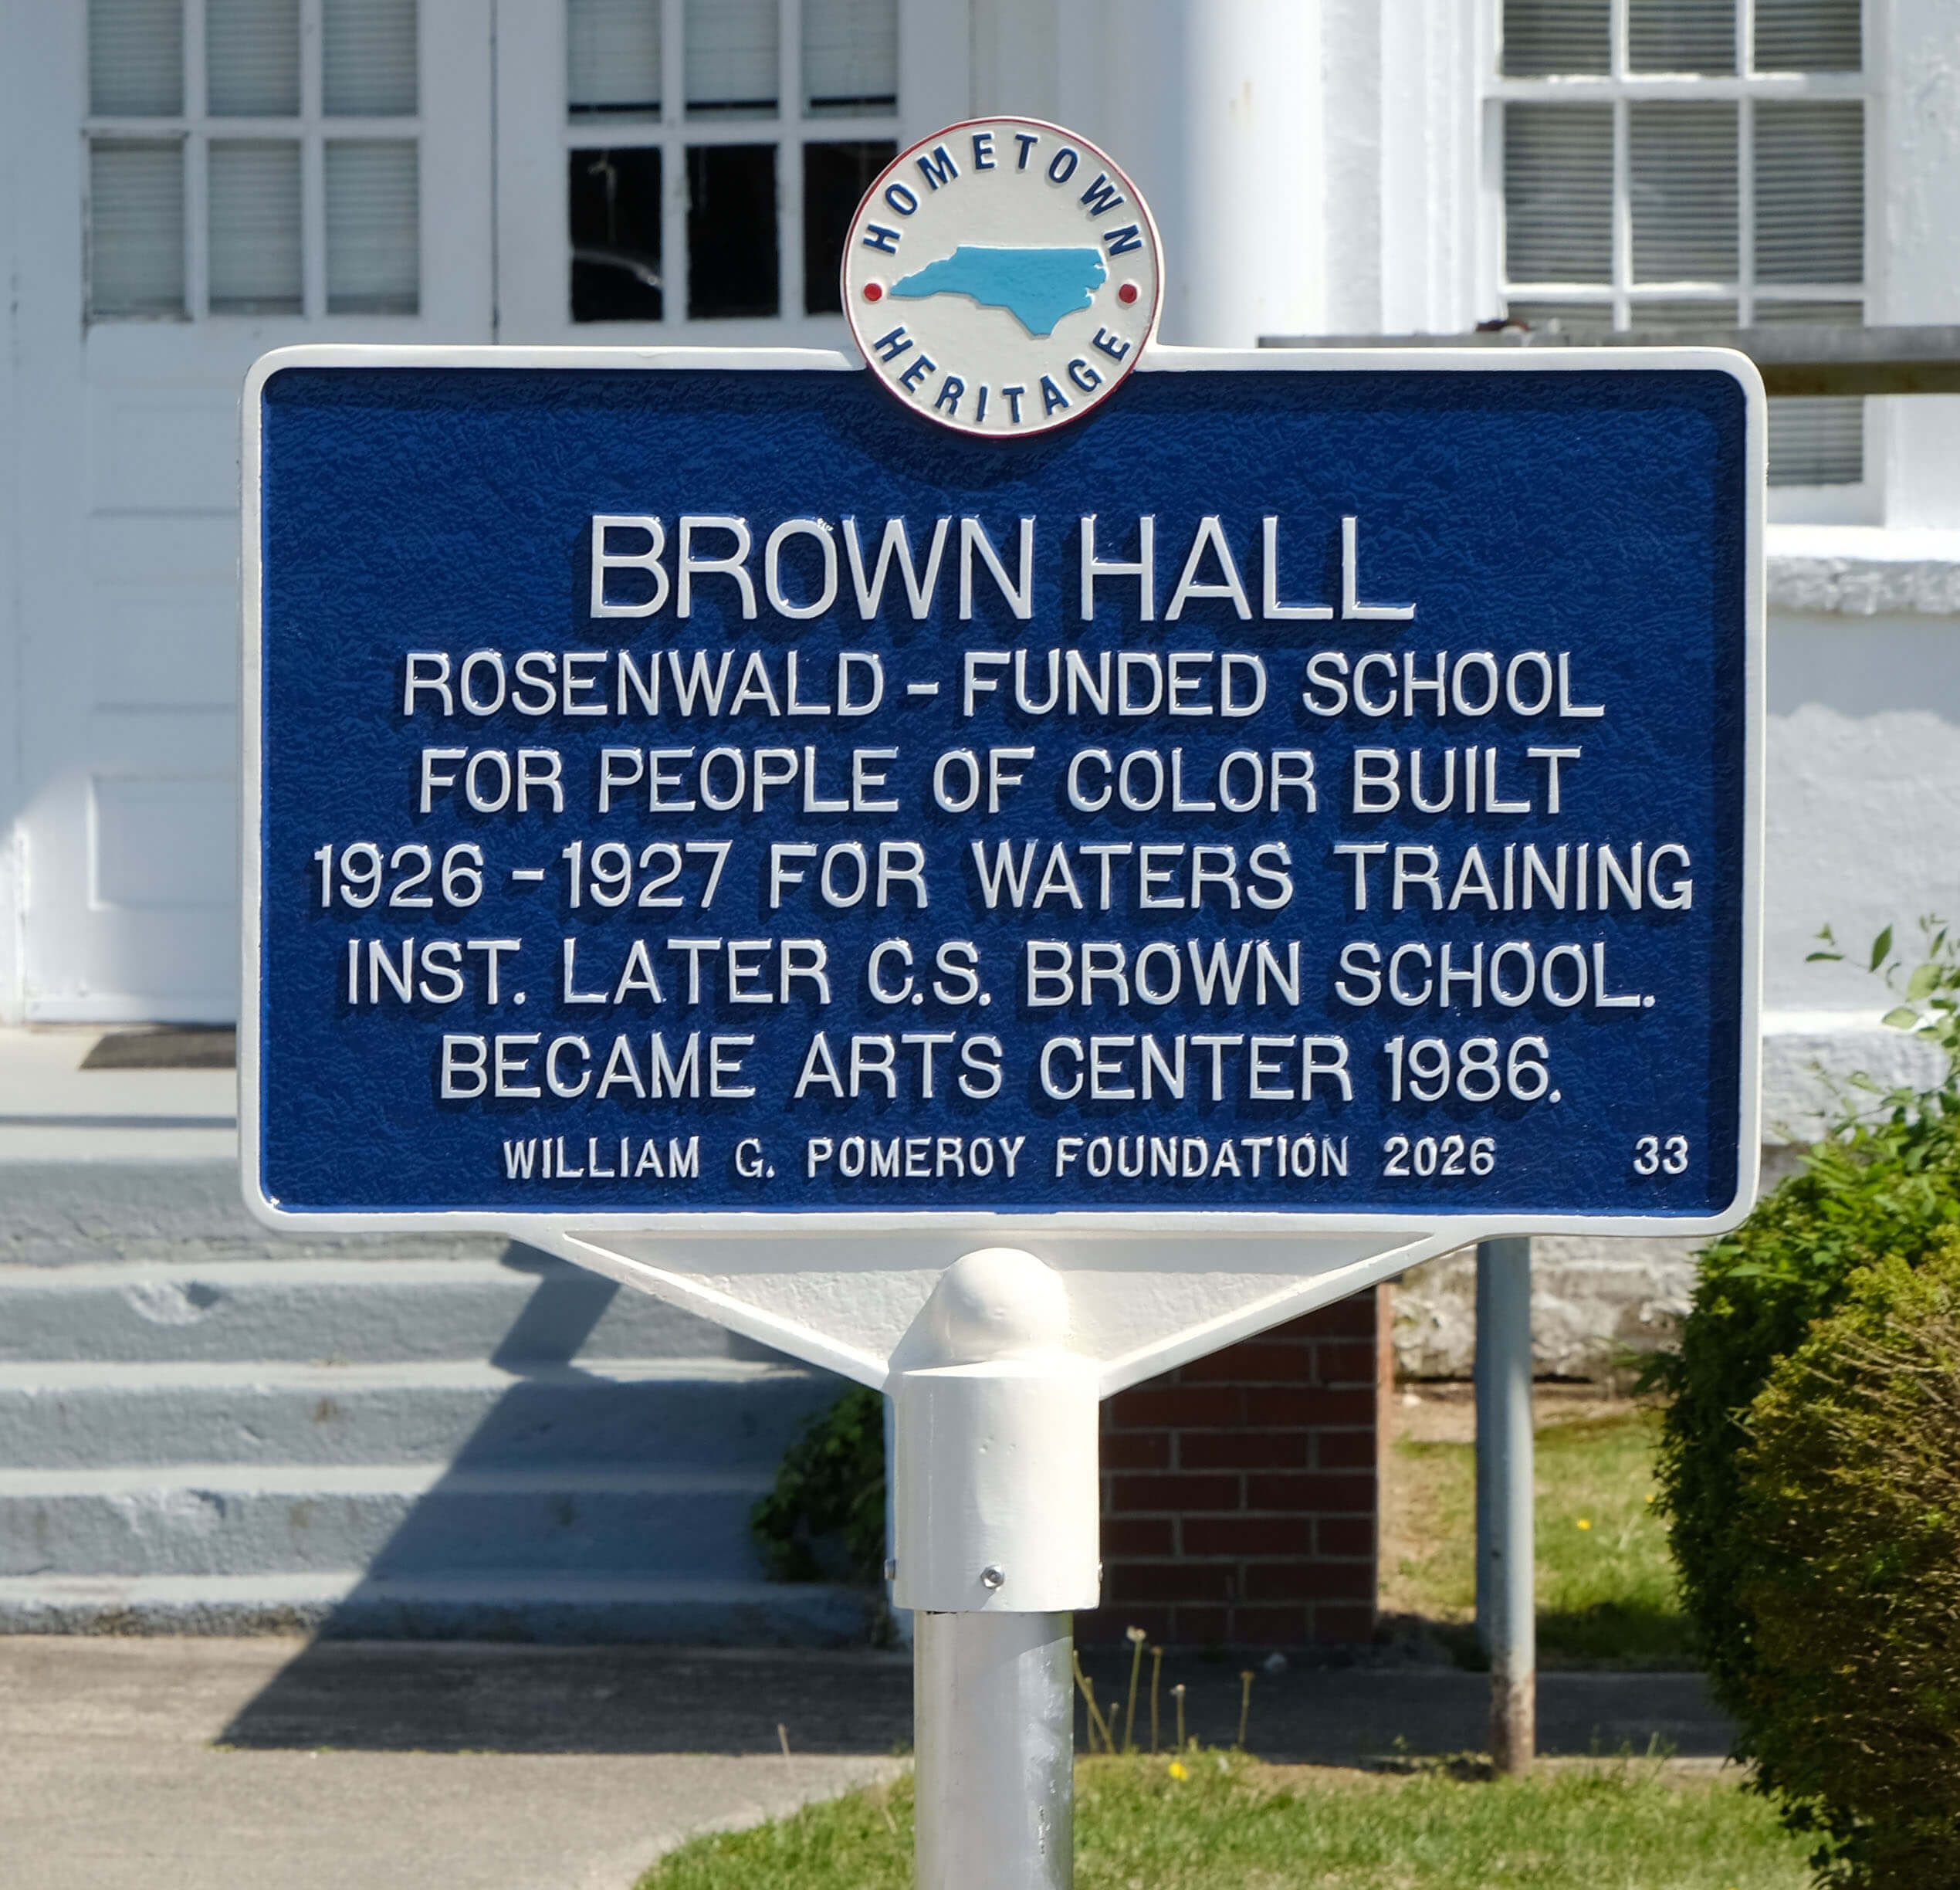 HOMETOWN
HERITAGE
BROWN HALL
ROSENWALD - FUNDED SCHOOL
FOR PEOPLE OF COLOR BUILT
1926 - 1927 FOR WATERS TRAINING
INST. LATER C.S. BROWN SCHOOL.
BECAME ARTS CENTER 1986.
WILLIAM G. POMEROY FOUNDATION 2026 33